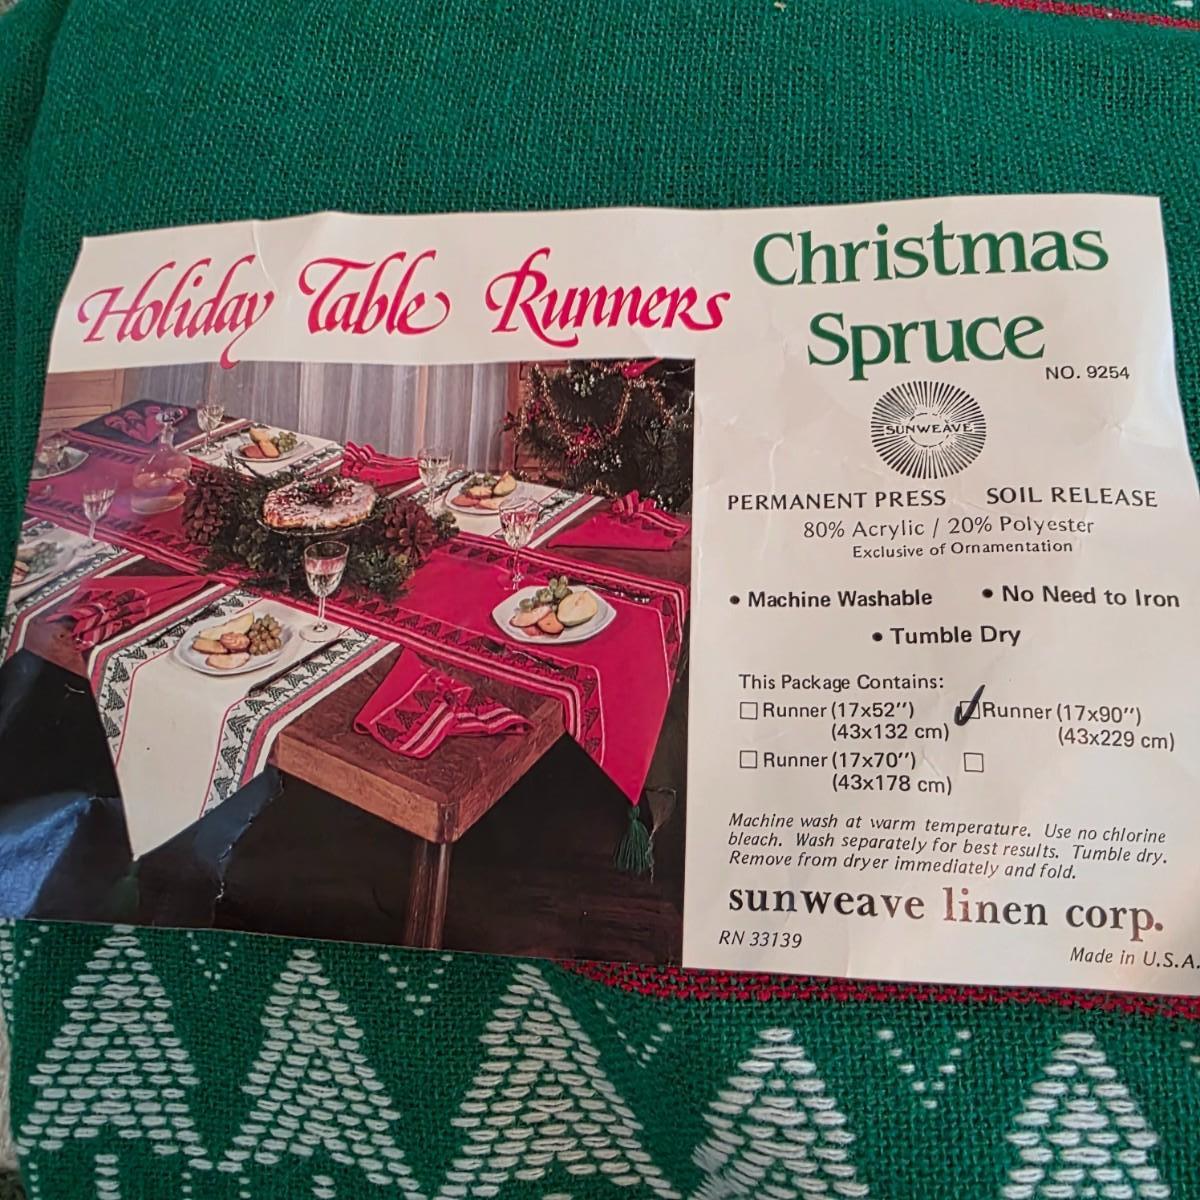 Holiday Table Runners
Christmas
Spruce
NO. 9254
SUNWEAVE
PERMANENT PRESS SOIL RELEASE
80% Acrylic / 20% Polyester
Exclusive of Ornamentation
• Machine Washable • No Need to Iron
• Tumble Dry
This Package Contains:
Runner (17x52")
(43x132 cm)
Runner (17x90")
(43x229 cm)
Runner (17x70")
(43x178 cm)
Machine wash at warm temperature. Use no chlorine
bleach. Wash separately for best results. Tumble dry.
Remove from dryer immediately and fold.
sunweave linen corp.
RN 33139
Made in U.S.A.